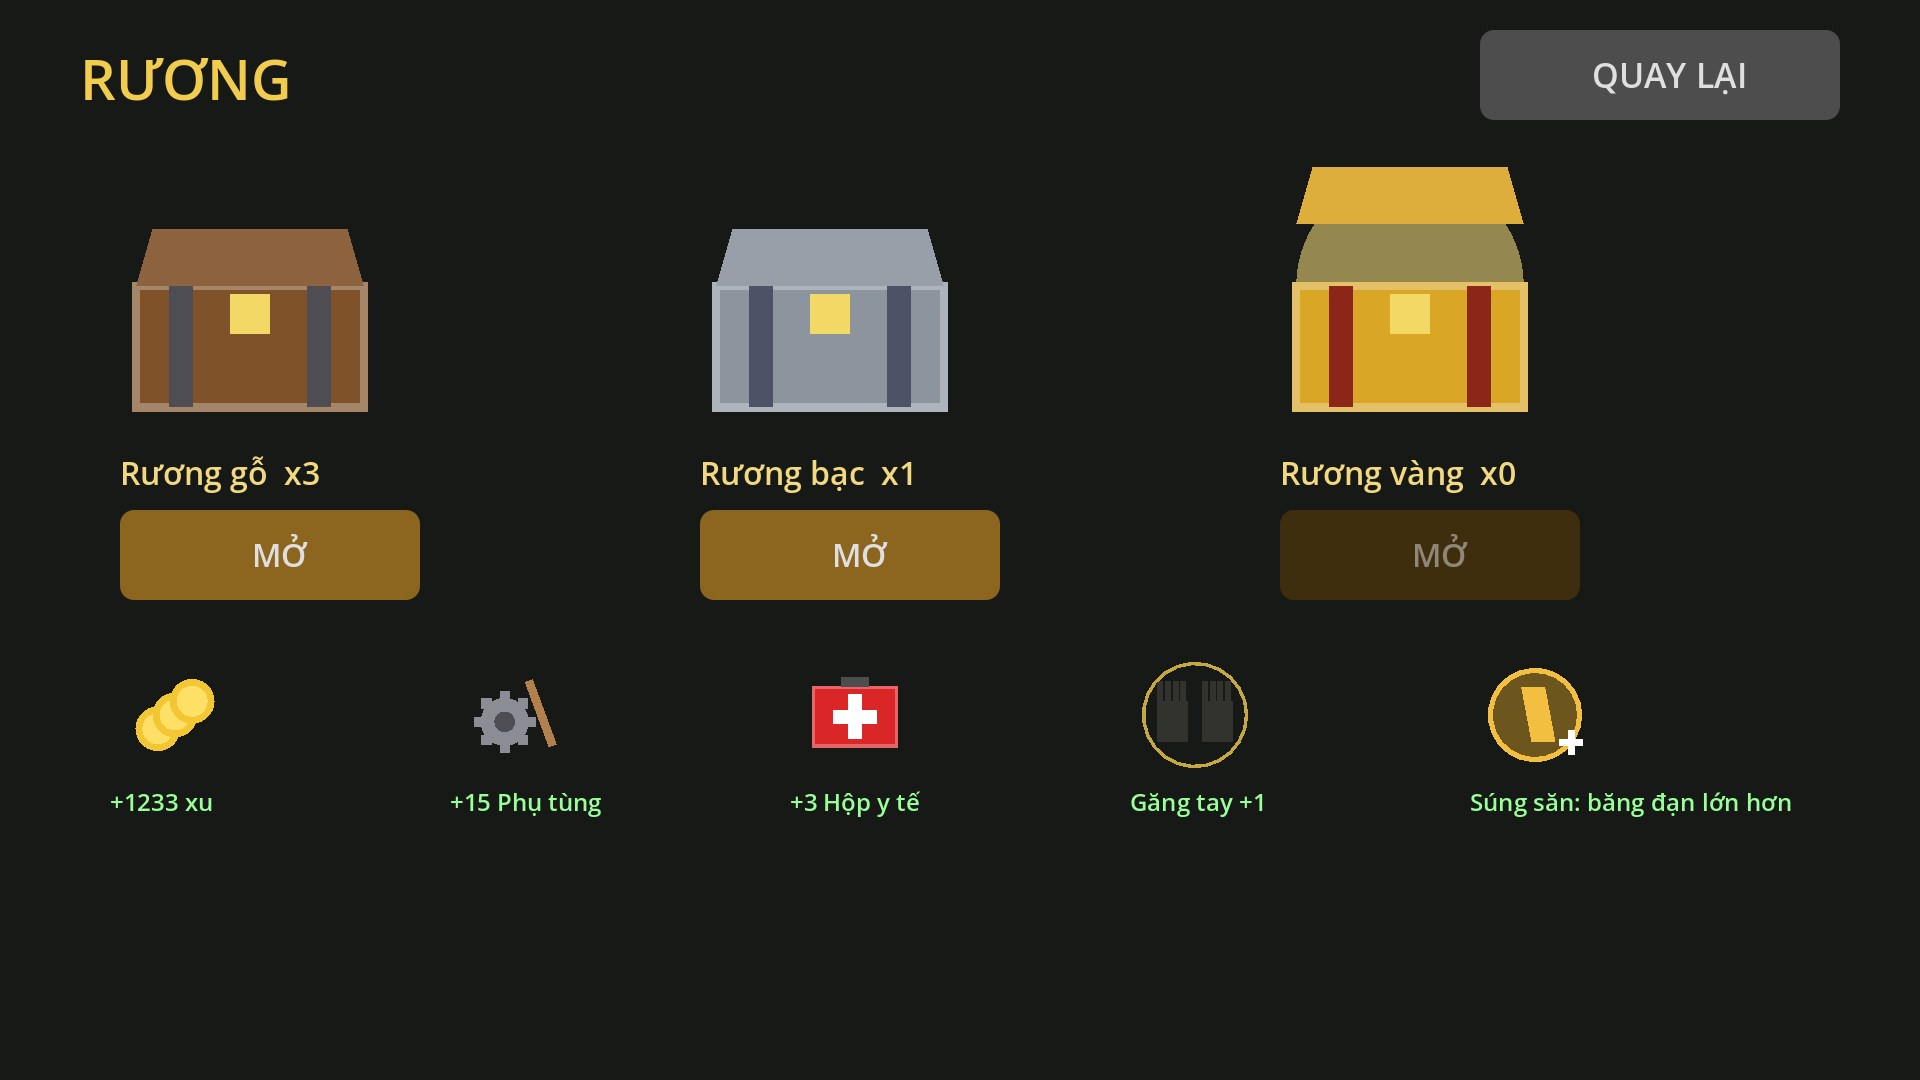 RƯƠNG
QUAY LẠI
Rương gỗ x3
Rương bạc x1
Rương vàng x0
MỞ
MỞ
MỞ
+1233 xu
+15 Phụ tùng
+3 Hộp y tế
Găng tay +1
Súng săn: băng đạn lớn hơn